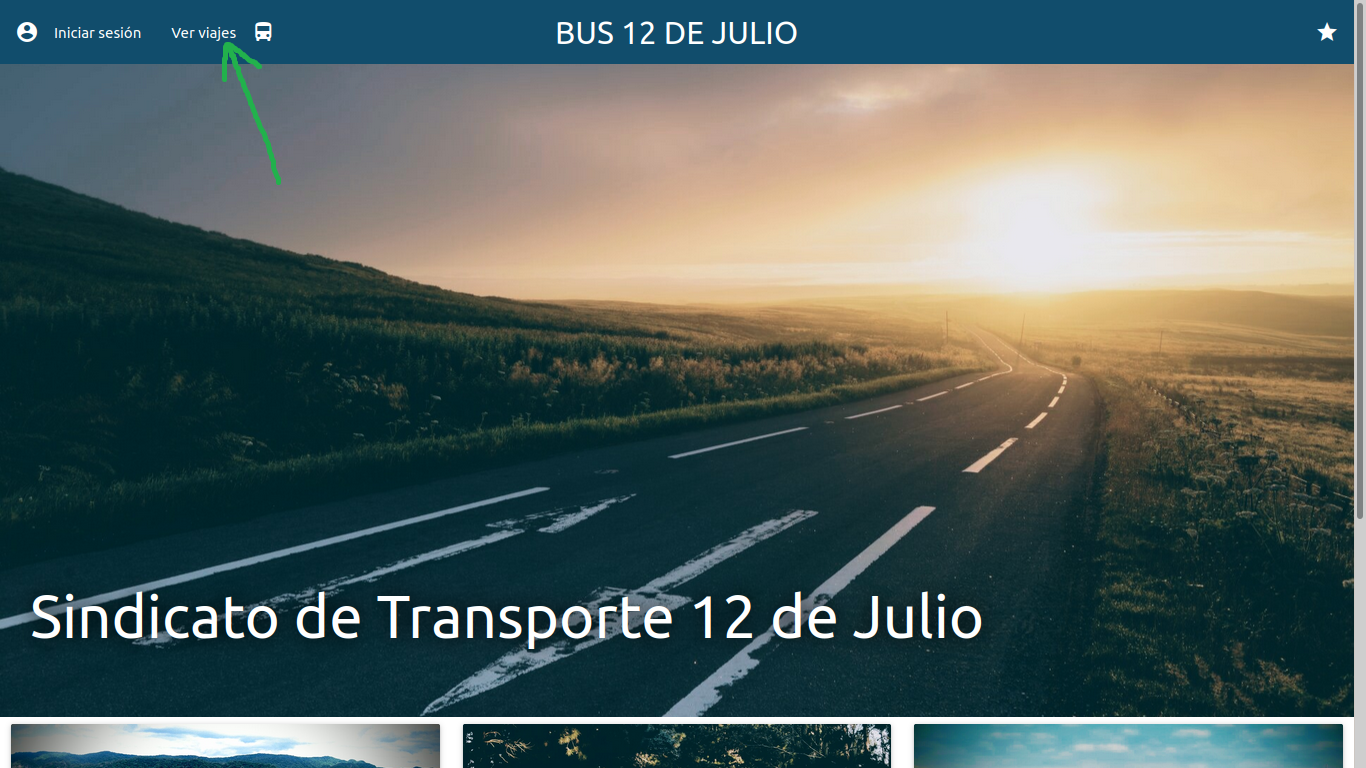 Iniciar sesión Ver viajes BUS 12 DE JULIO
Sindicato de Transporte 12 de Julio